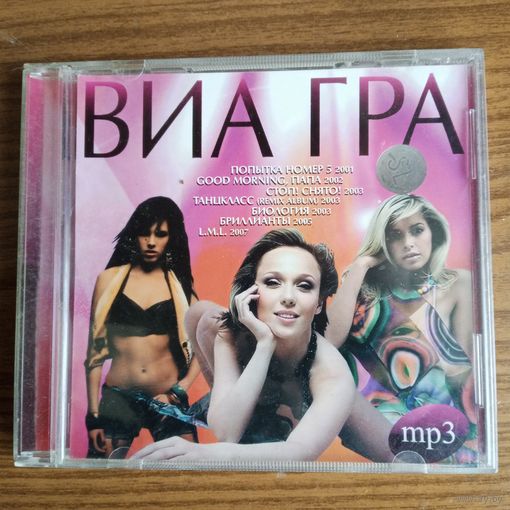 ВИА ГРА
ПОПЫТКА НОМЕР 5 2001
GOOD MORNING, ПАПА 2002
СТОП! СНЯТО! 2003
ТАНЦКЛАСС (REMIX ALBUM) 2003
БИОЛОГИЯ 2003
БРИЛЛИАНТЫ 2005
L.M.L. 2007
mp3